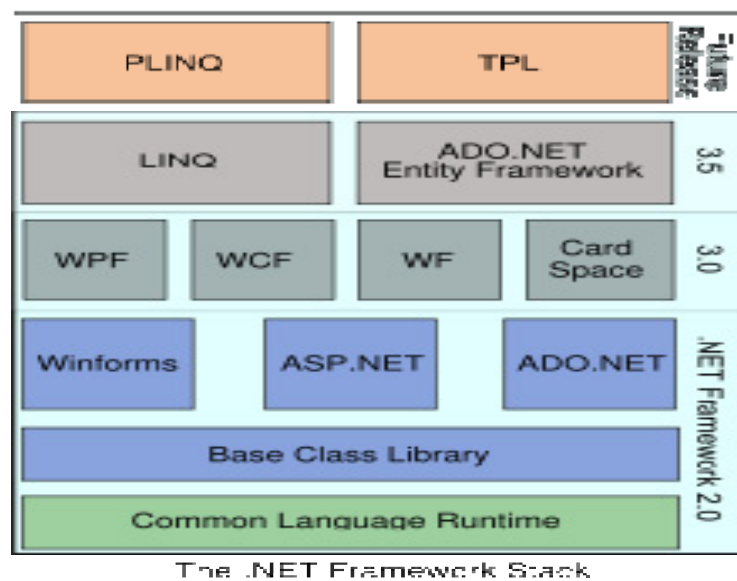 PLINQ
TPL
Future
Release
LINQ
ADO.NET
Entity Framework
3.5
WPF
WCF
WF
Card
Space
3.0
Winforms
ASP.NET
ADO.NET
.NET Framework 2.0
Base Class Library
Common Language Runtime
The .NET Framework Stack